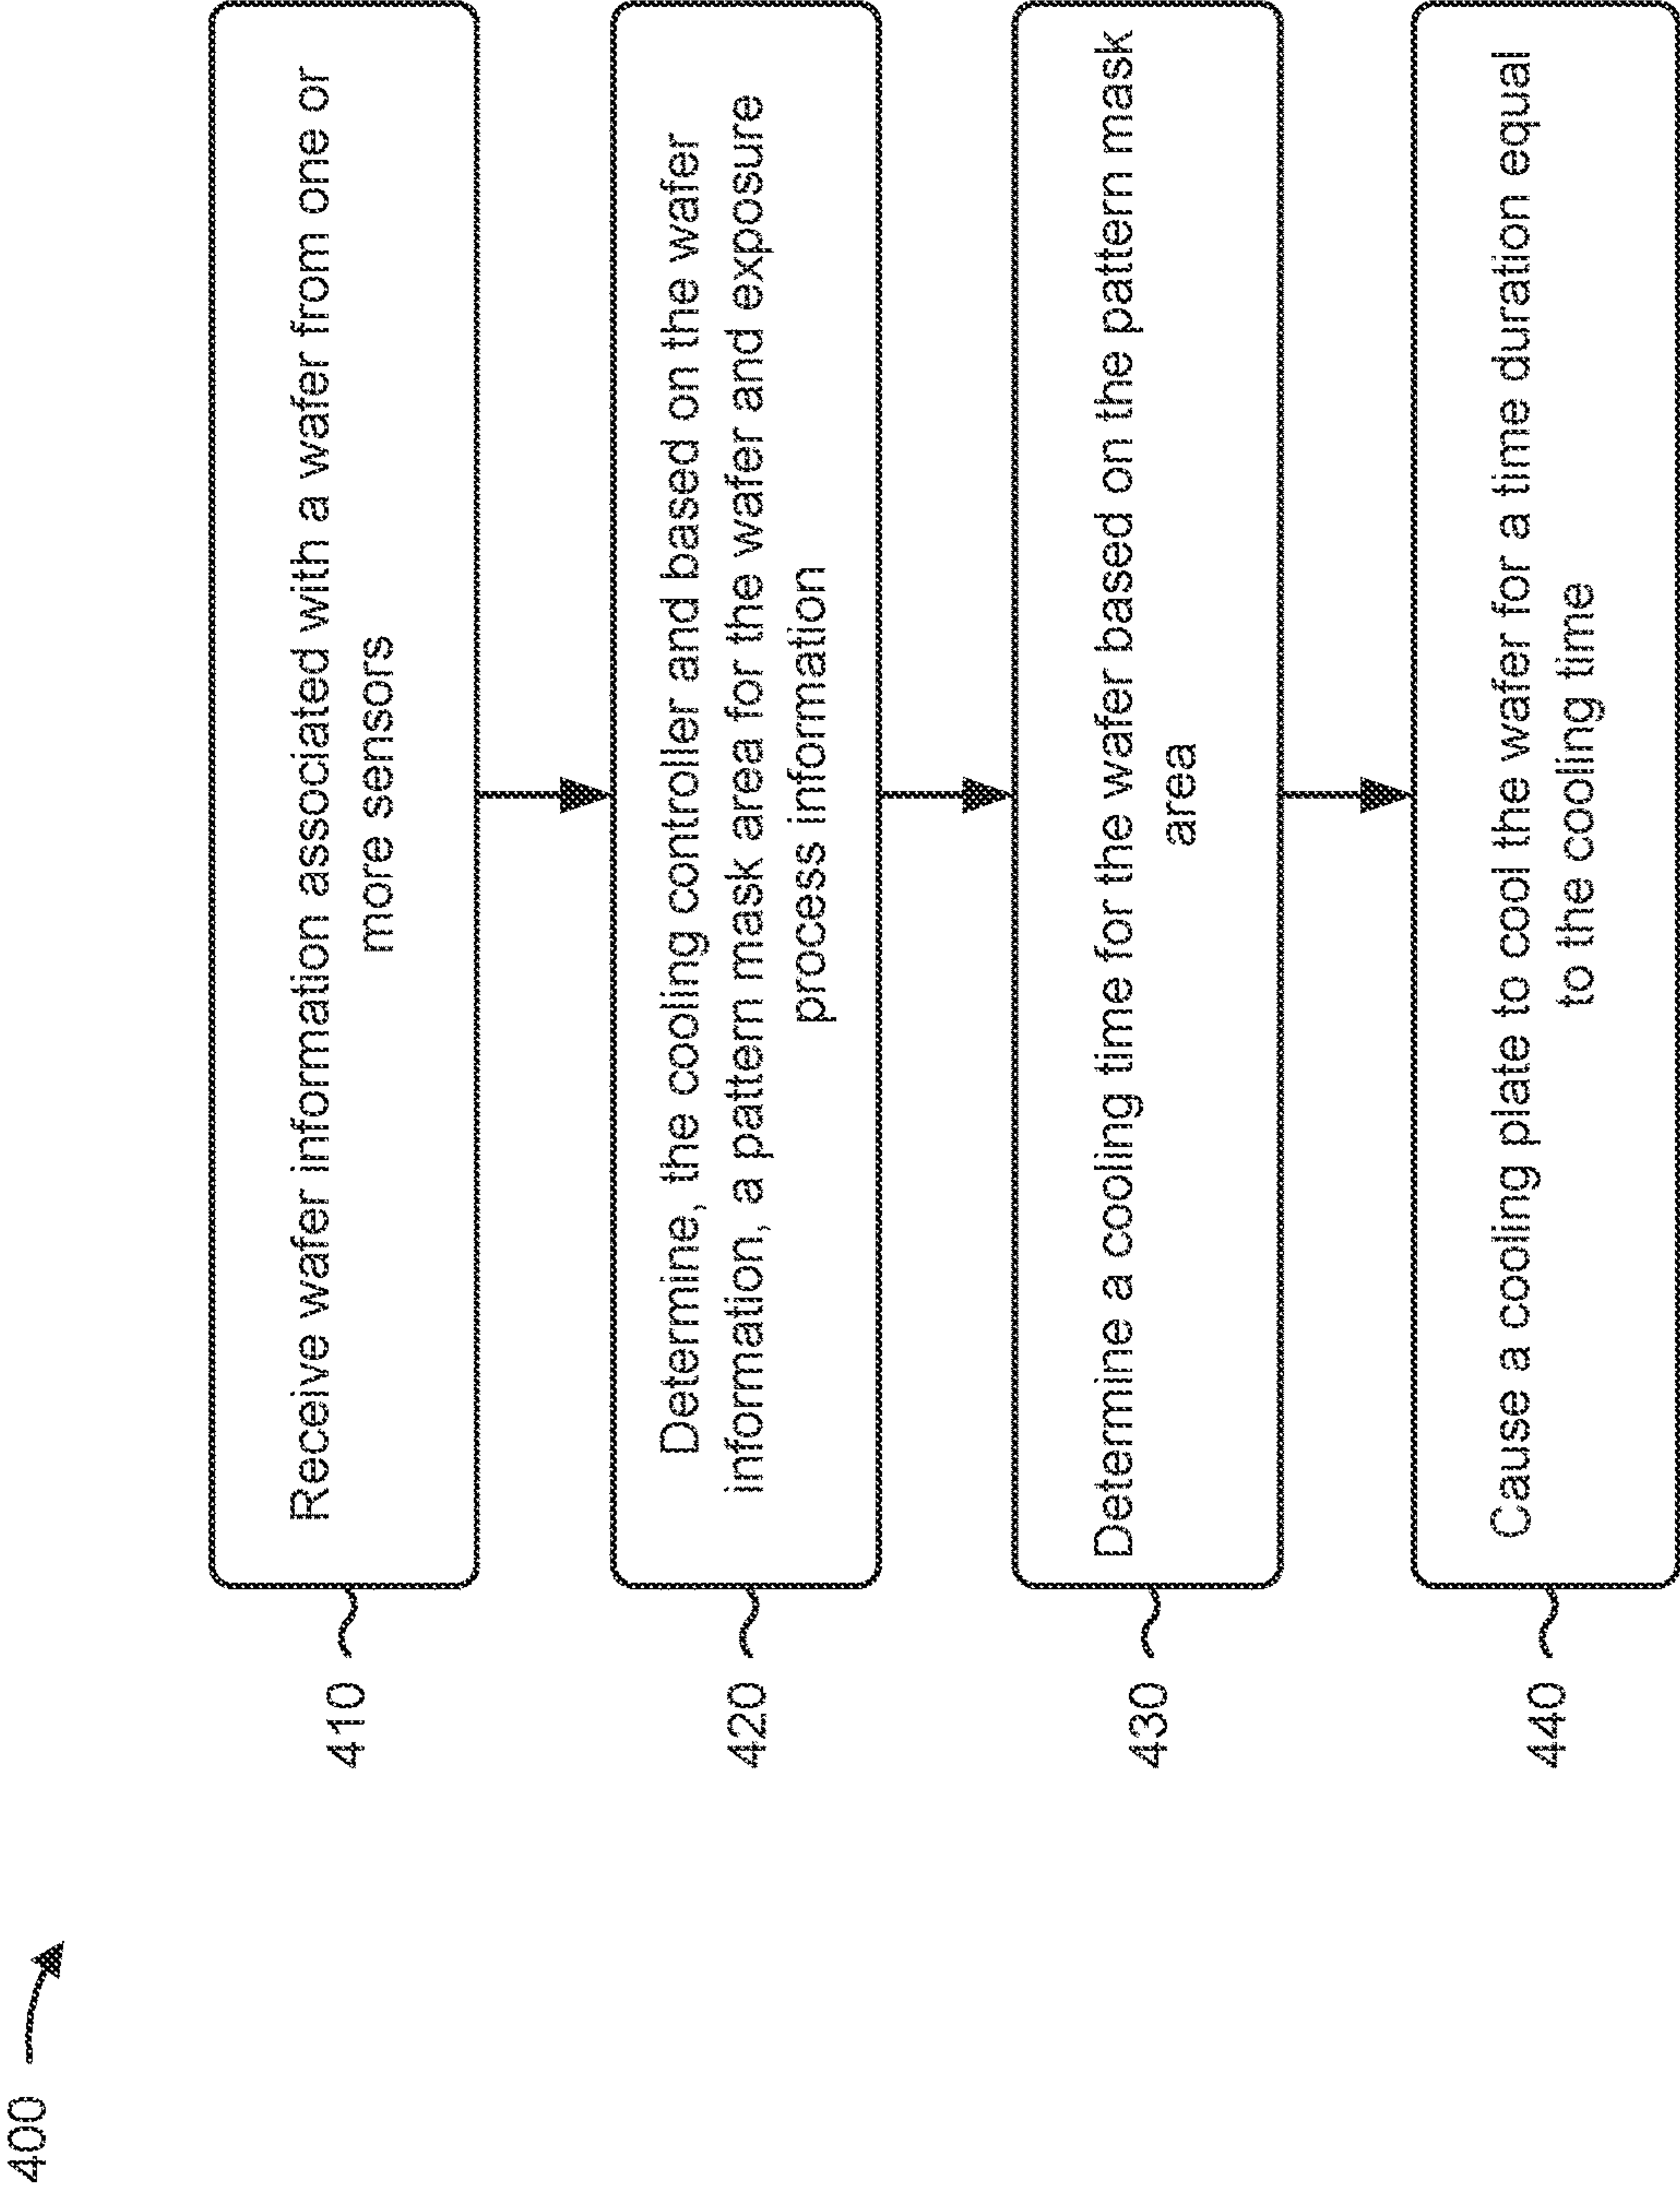 400
410
Receive wafer information associated with a wafer from one or
more sensors
420
Determine, the cooling controller and based on the wafer
information, a pattern mask area for the wafer and exposure
process information
430
Determine a cooling time for the wafer based on the pattern mask
area
440
Cause a cooling plate to cool the wafer for a time duration equal
to the cooling time